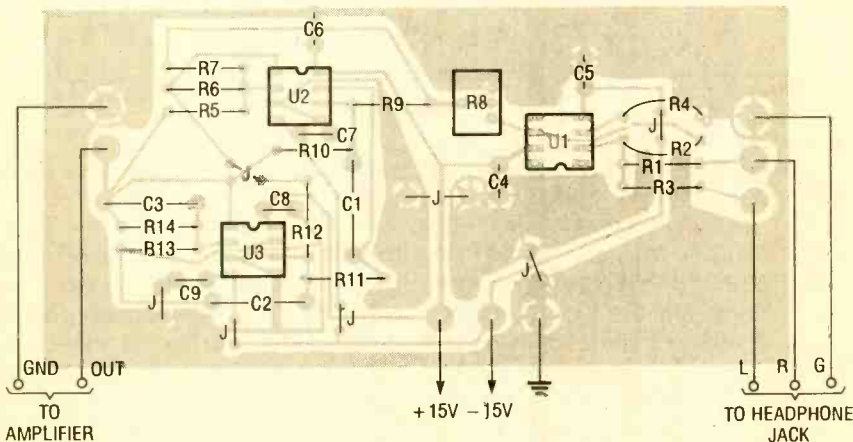 C6
R7
R6
R5
U2
R9
R8
C5
U1
R4
J
R2
R1
R3
C7
R10
J
C4
J
C3
R14
R13
C8
U3
R12
C1
C9
C2
R11
J
J
J
J
GND
OUT
TO
AMPLIFIER
+15V
-15V
L
R
G
TO HEADPHONE
JACK